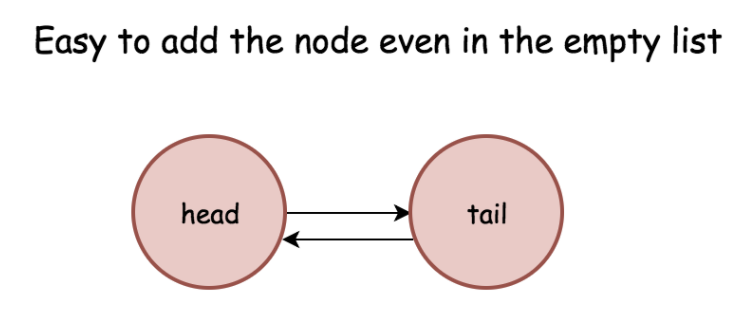 Easy to add the node even in the empty list
head
tail